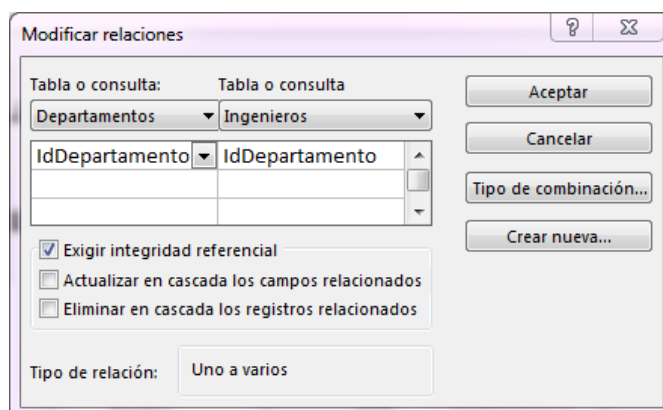 Modificar relaciones
Tabla o consulta: Tabla o consulta
Departamentos Ingenieros
IdDepartamento IdDepartamento
Exigir integridad referencial
Actualizar en cascada los campos relacionados
Eliminar en cascada los registros relacionados
Tipo de relación: Uno a varios
Aceptar
Cancelar
Tipo de combinación...
Crear nueva...